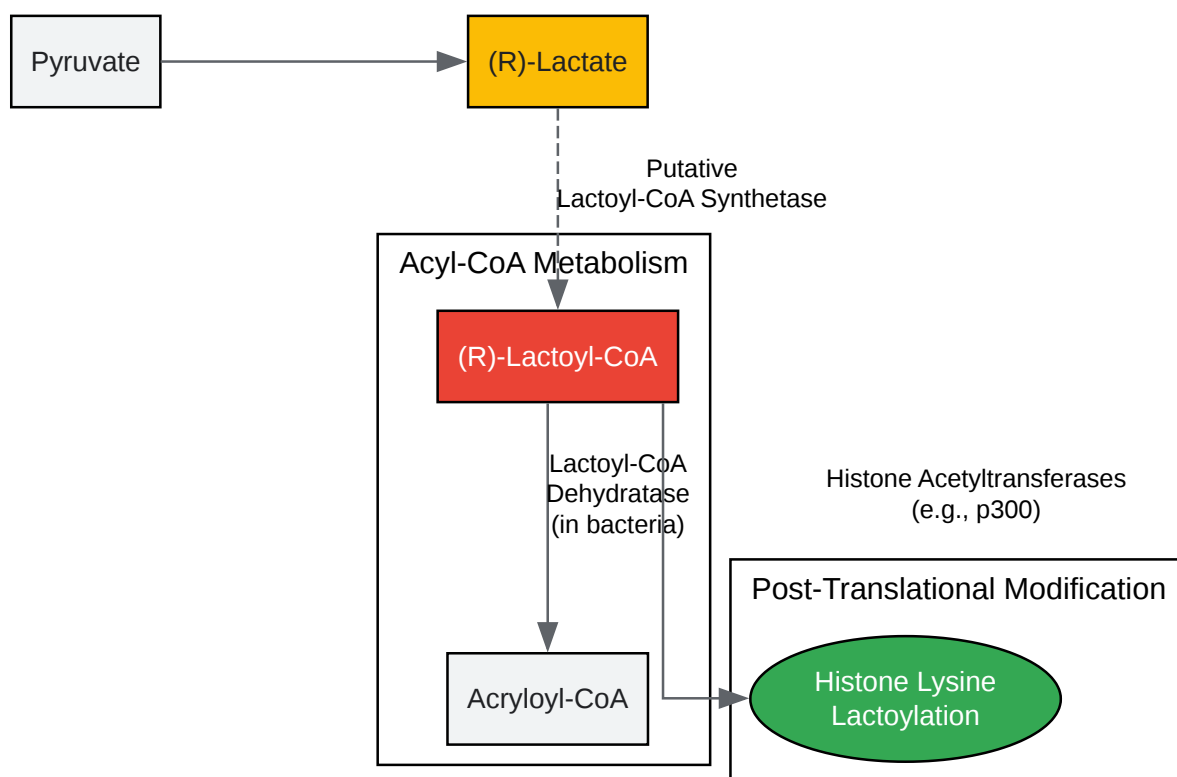 Pyruvate
(R)-Lactate
Putative
Lactoyl-CoA Synthetase
Acyl-CoA Metabolism
(R)-Lactoyl-CoA
Lactoyl-CoA
Dehydratase
(in bacteria)
Histone Acetyltransferases
(e.g., p300)
Post-Translational Modification
Acryloyl-CoA
Histone Lysine
Lactoylation